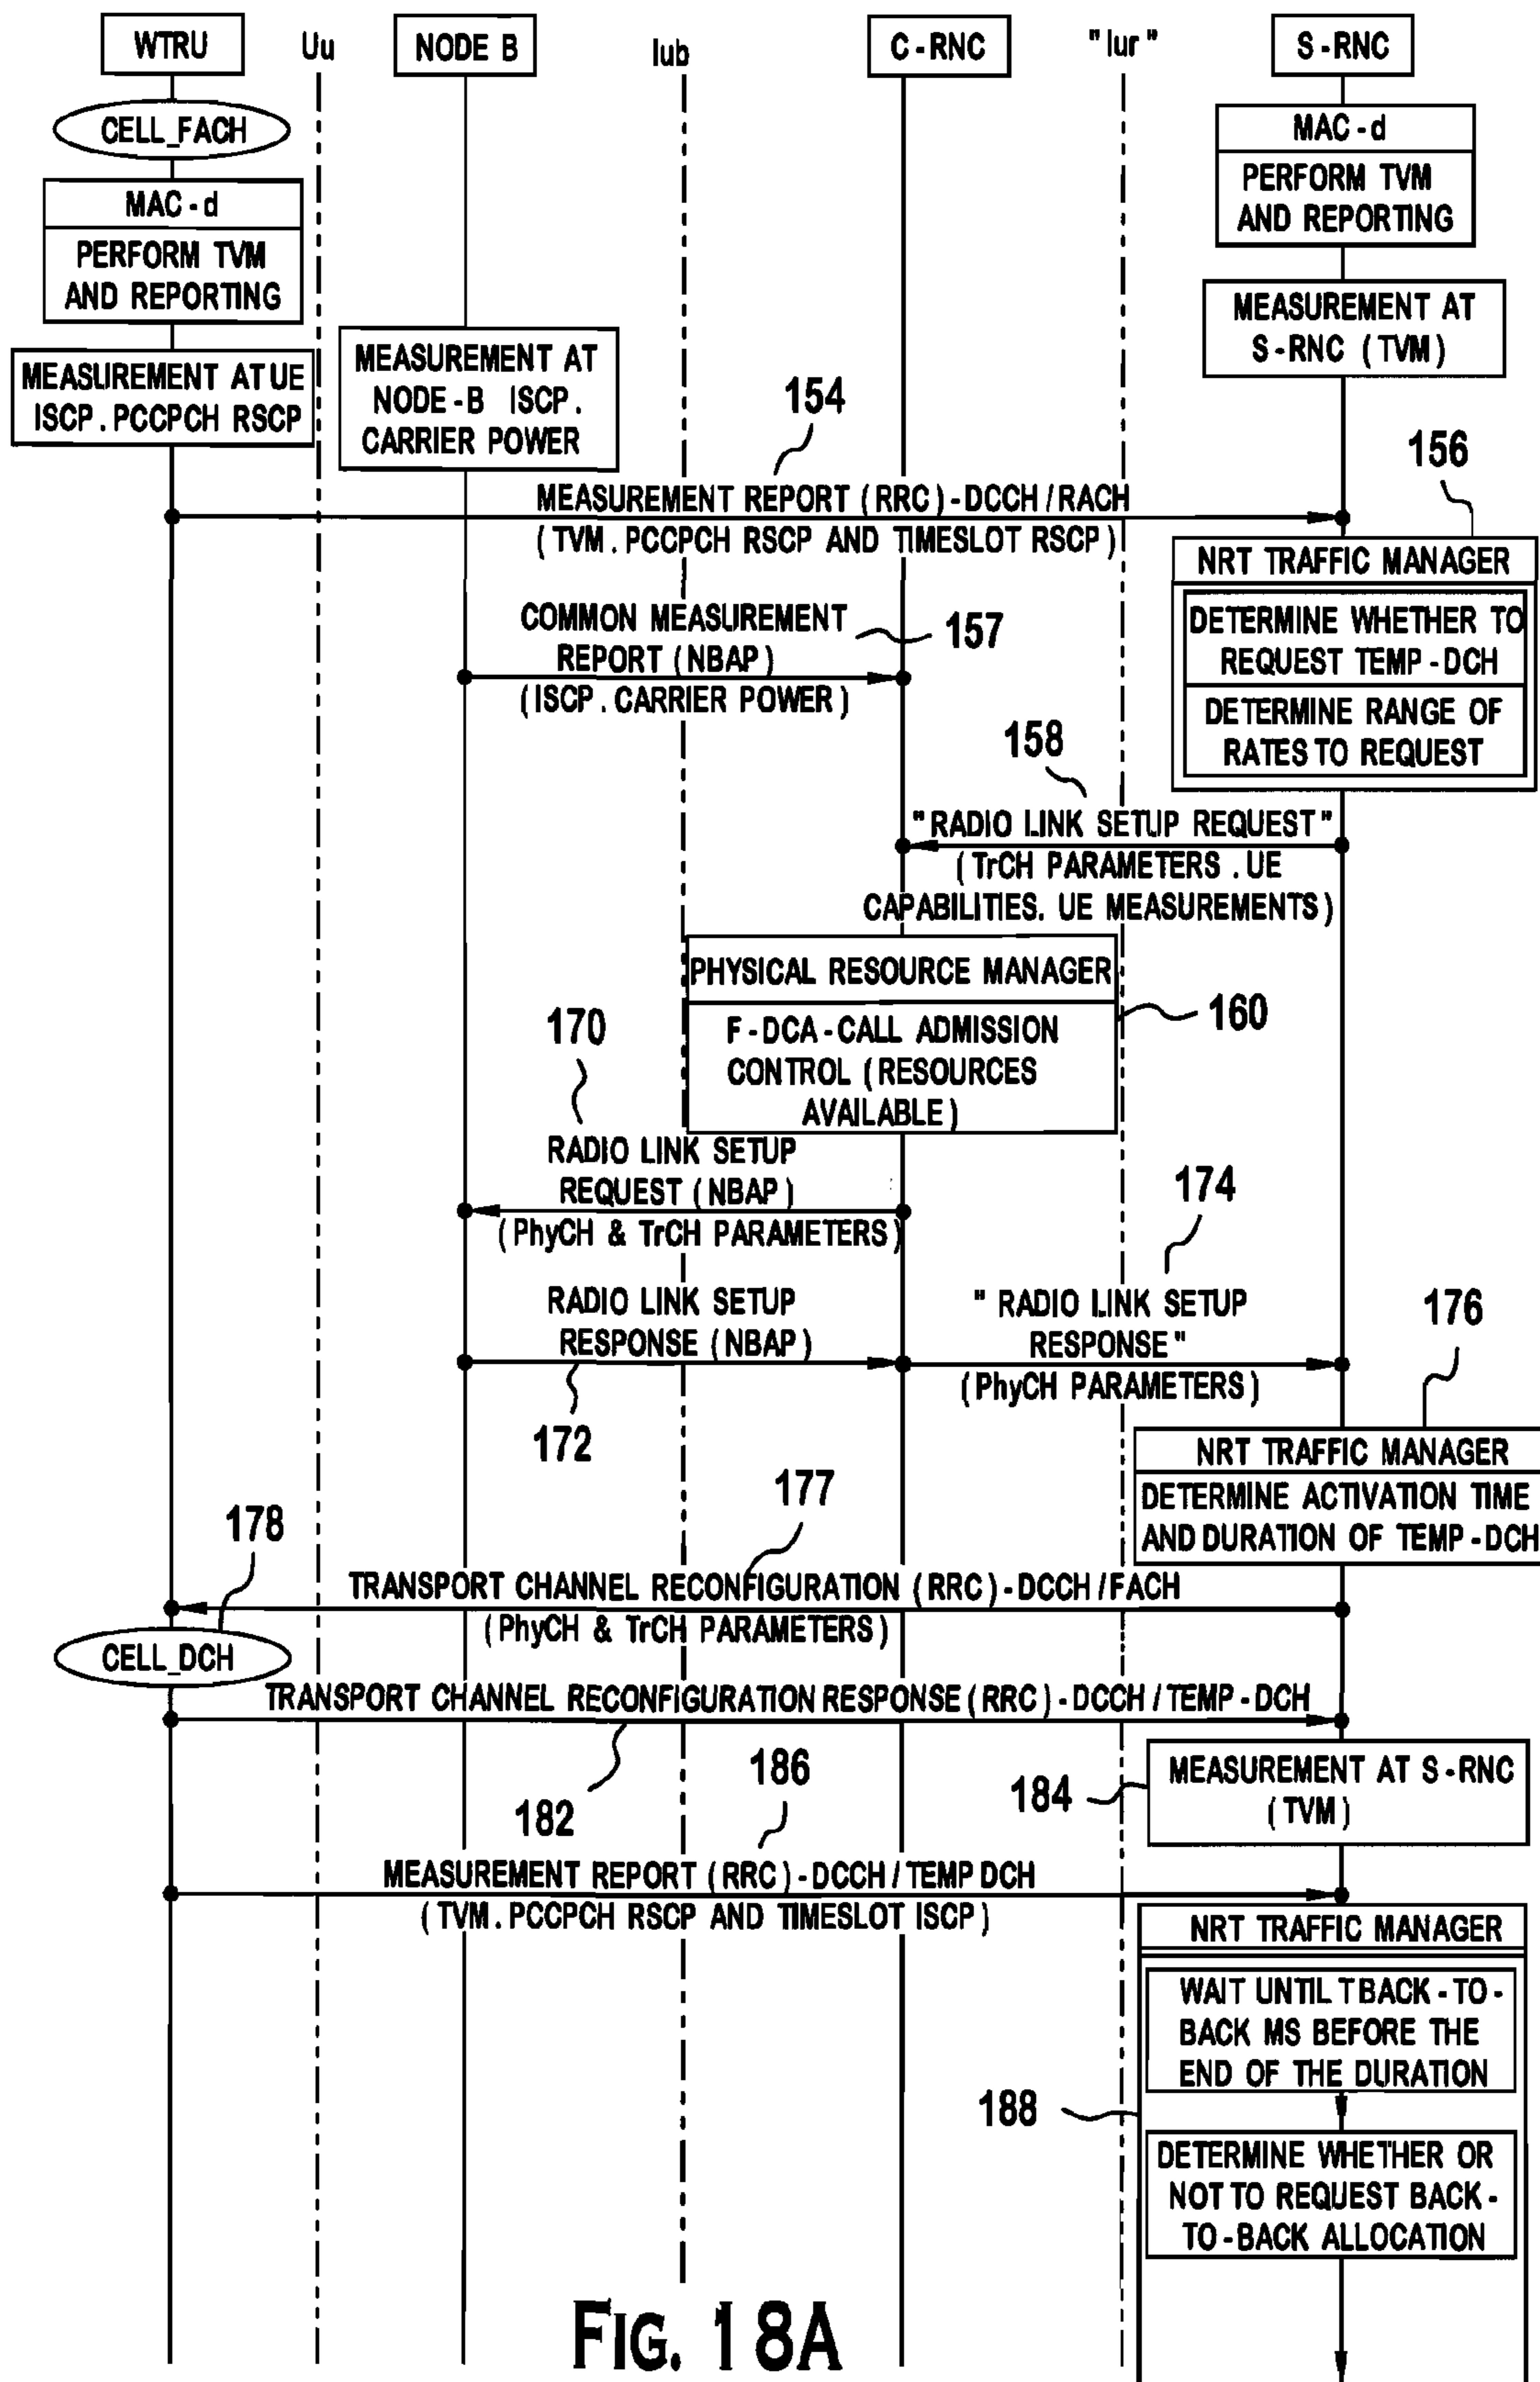 WTRU
Uu
NODE B
Iub
C-RNC
"Iur"
S-RNC
CELL_FACH
MAC-d
PERFORM TVM
AND REPORTING
MEASUREMENT AT UE
ISCP.PCCPCH RSCP
MEASUREMENT AT
NODE-B ISCP.
CARRIER POWER
MAC-d
PERFORM TVM
AND REPORTING
MEASUREMENT AT
S-RNC (TVM)
154
MEASUREMENT REPORT (RRC)-DCCH/RACH
(TVM.PCCPCH RSCP AND TIMESLOT RSCP)
156
NRT TRAFFIC MANAGER
DETERMINE WHETHER TO
REQUEST TEMP-DCH
DETERMINE RANGE OF
RATES TO REQUEST
COMMON MEASUREMENT
REPORT (NBAP)
157
(ISCP.CARRIER POWER)
158
"RADIO LINK SETUP REQUEST"
(TrCH PARAMETERS.UE
CAPABILITIES. UE MEASUREMENTS)
PHYSICAL RESOURCE MANAGER
F-DCA-CALL ADMISSION
CONTROL (RESOURCES
AVAILABLE)
160
170
RADIO LINK SETUP
REQUEST (NBAP)
(PhyCH & TrCH PARAMETERS)
174
RADIO LINK SETUP
RESPONSE (NBAP)
172
" RADIO LINK SETUP
RESPONSE"
(PhyCH PARAMETERS)
176
NRT TRAFFIC MANAGER
DETERMINE ACTIVATION TIME
AND DURATION OF TEMP-DCH
177
178
TRANSPORT CHANNEL RECONFIGURATION (RRC)-DCCH/FACH
(PhyCH & TrCH PARAMETERS)
CELL_DCH
TRANSPORT CHANNEL RECONFIGURATION RESPONSE (RRC)-DCCH/TEMP-DCH
182
186
184
MEASUREMENT AT S-RNC
(TVM)
MEASUREMENT REPORT (RRC)-DCCH/TEMP DCH
(TVM.PCCPCH RSCP AND TIMESLOT ISCP)
NRT TRAFFIC MANAGER
WAIT UNTIL TBACK-TO-
BACK MS BEFORE THE
END OF THE DURATION
188
DETERMINE WHETHER OR
NOT TO REQUEST BACK-
TO-BACK ALLOCATION
FIG. 18A